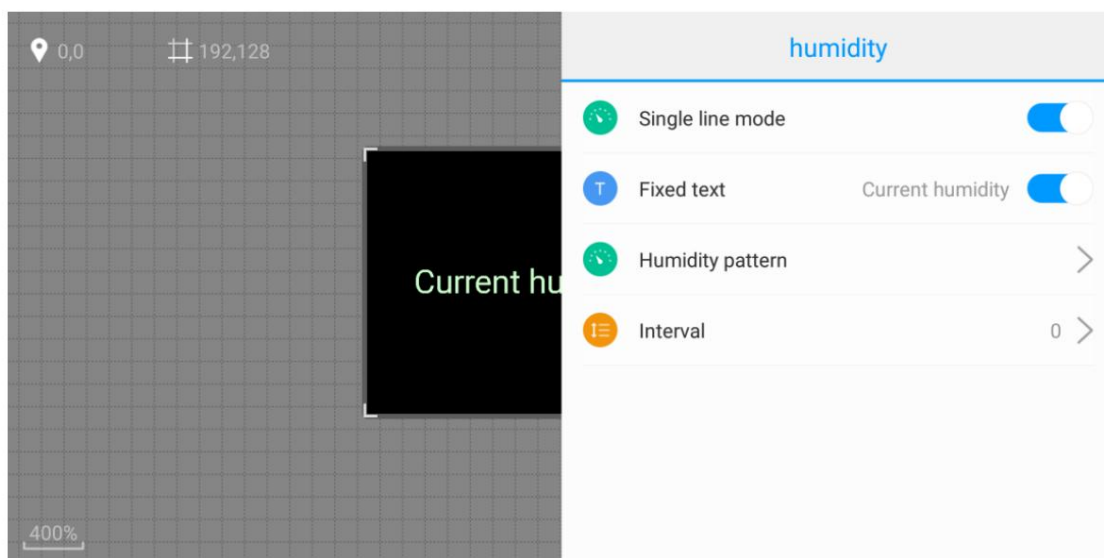 0,0
192,128
Current hu
400%
humidity
Single line mode
T Fixed text Current humidity
Humidity pattern
Interval 0